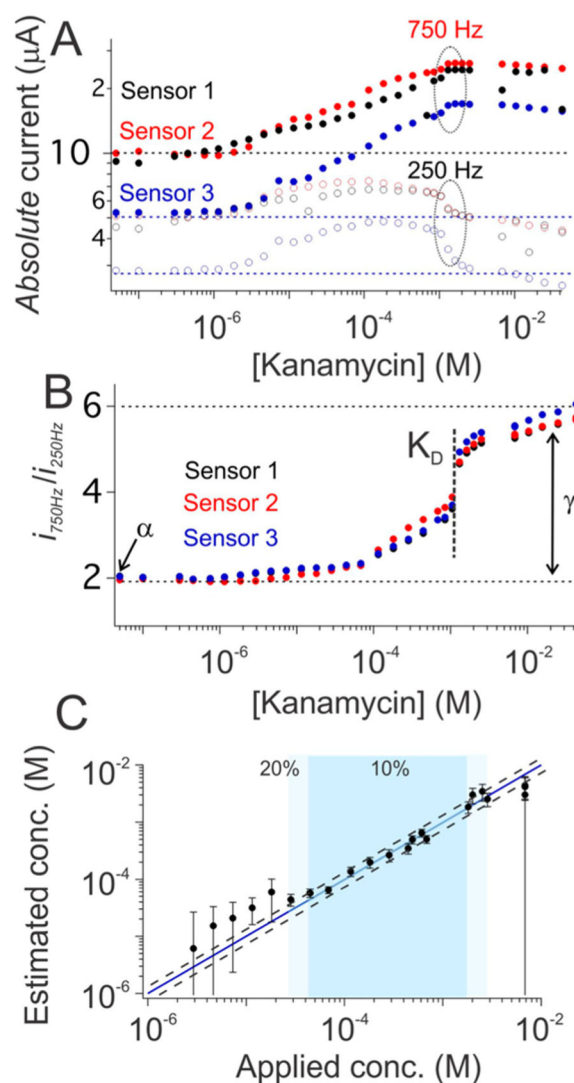 A
Absolute current (μA)
2
10
4
Sensor 1
Sensor 2
Sensor 3
750 Hz
250 Hz
10⁻⁶
10⁻⁴
10⁻²
[Kanamycin] (M)
B
i750Hz/i250Hz
6
4
2
α
Sensor 1
Sensor 2
Sensor 3
KD
γ
10⁻⁶
10⁻⁴
10⁻²
[Kanamycin] (M)
C
Estimated conc. (M)
10⁻²
10⁻⁴
10⁻⁶
20%
10%
10⁻⁶
10⁻⁴
10⁻²
Applied conc. (M)